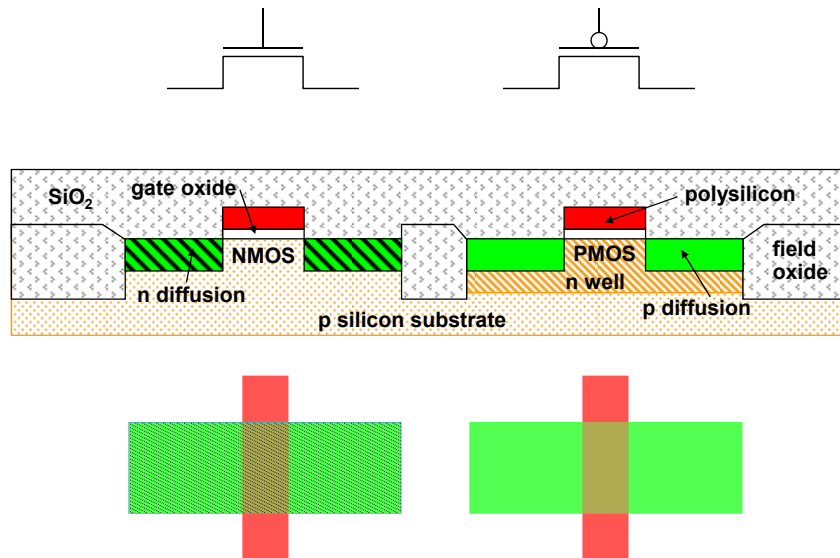 gate oxide
SiO₂
polysilicon
NMOS
PMOS
field
oxide
n well
n diffusion
p diffusion
p silicon substrate